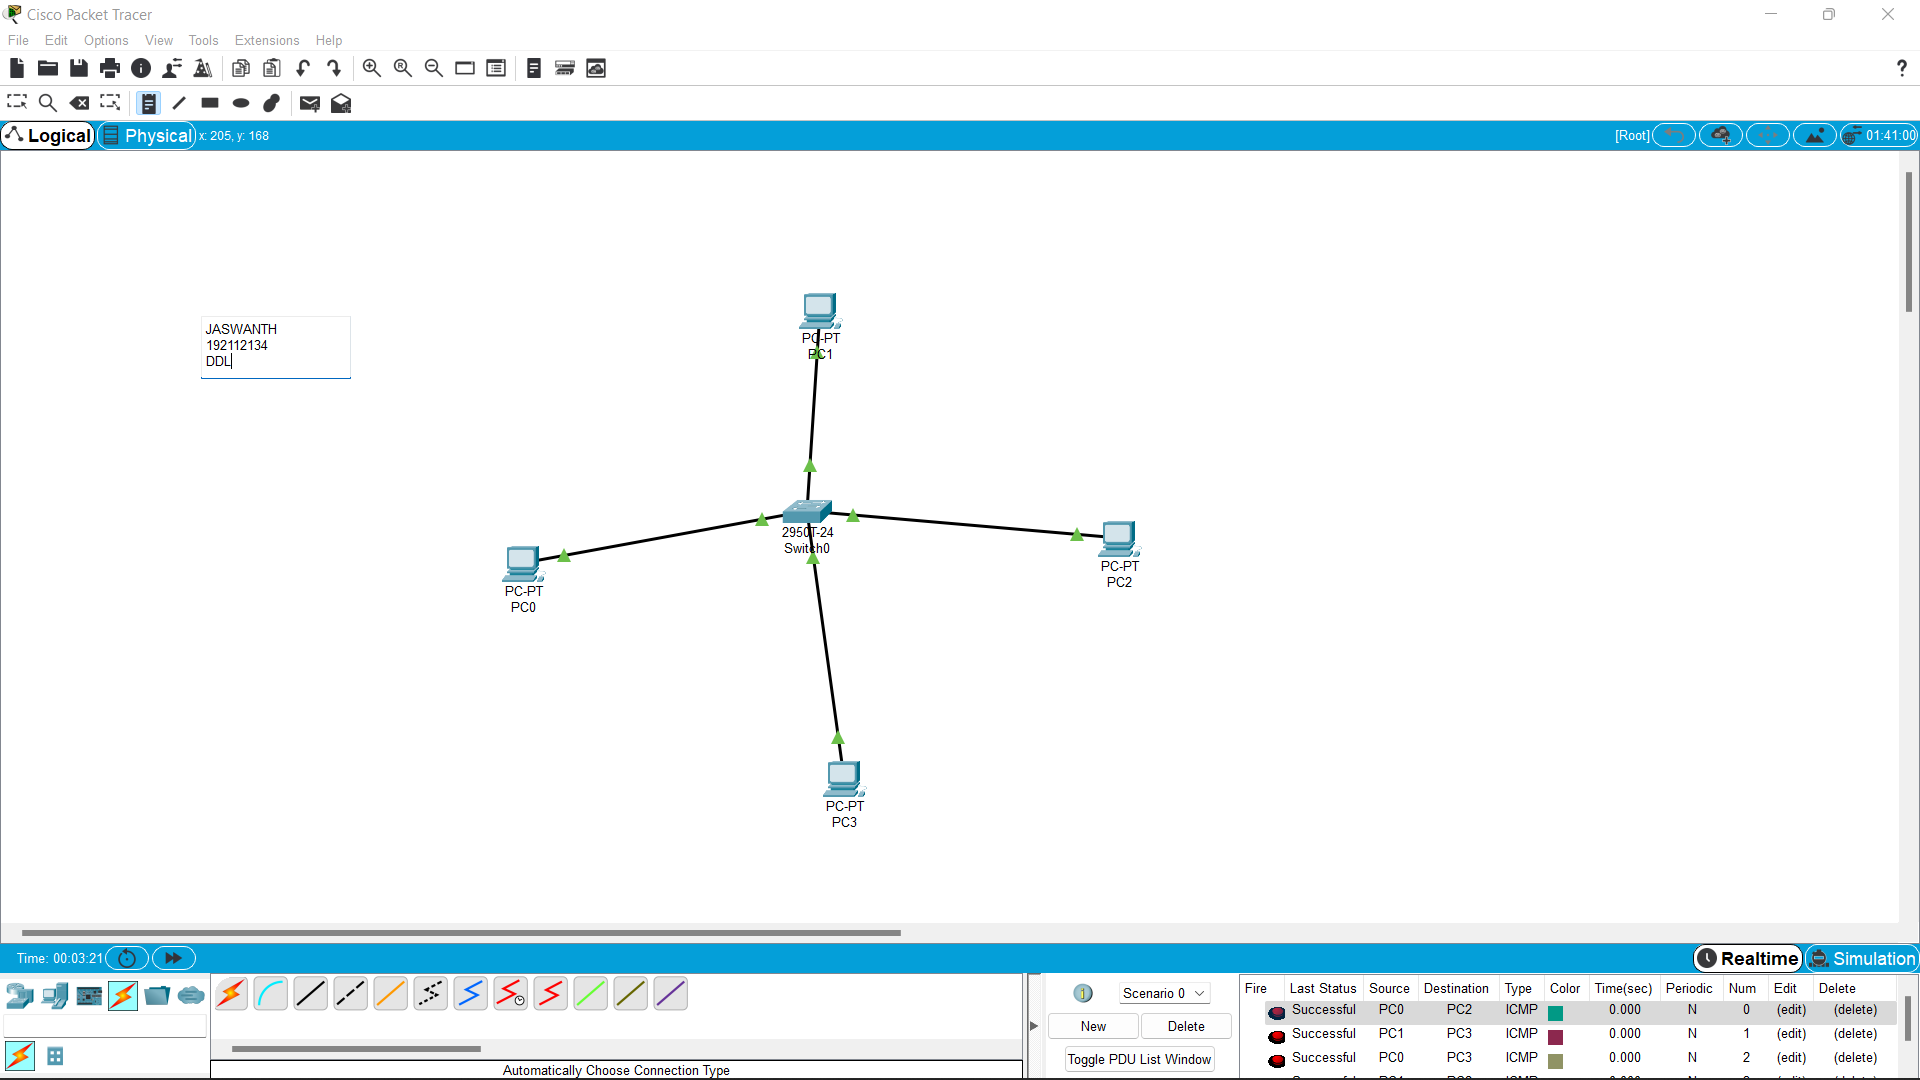 Cisco Packet Tracer
File Edit Options View Tools Extensions Help
?
Logical Physical x: 205, y: 168 [Root] 01:41:00
JASWANTH
192112134
DDL
PC-PT
PC1
2950T-24
Switch0
PC-PT
PC2
PC-PT
PC0
PC-PT
PC3
Time: 00:03:21 Realtime Simulation
Scenario 0
New Delete
Toggle PDU List Window
Automatically Choose Connection Type
Fire Last Status Source Destination Type Color Time(sec) Periodic Num Edit Delete
Successful PC0 PC2 ICMP 0.000 N 0 (edit) (delete)
Successful PC1 PC3 ICMP 0.000 N 1 (edit) (delete)
Successful PC0 PC3 ICMP 0.000 N 2 (edit) (delete)